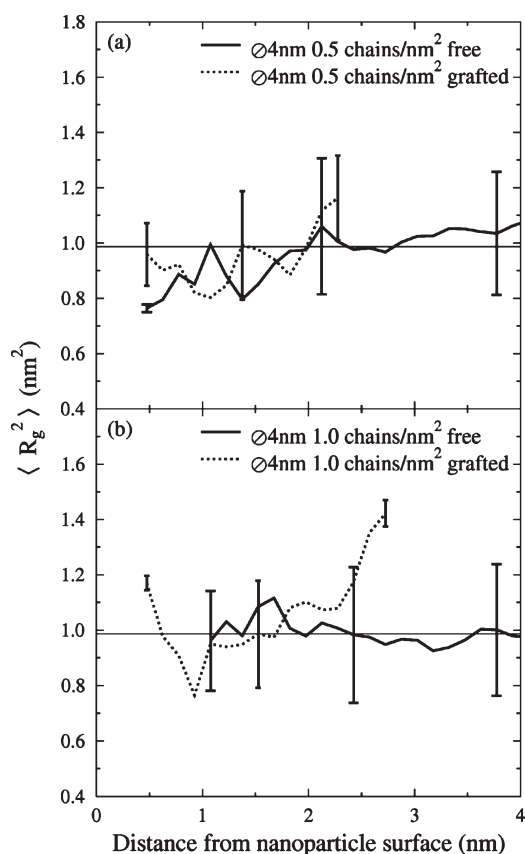 1.8
(a)
∅4nm 0.5 chains/nm² free
∅4nm 0.5 chains/nm² grafted
1.6
1.4
1.2
1.0
0.8
0.6
0.4
⟨ R_g² ⟩ (nm²)
(b)
∅4nm 1.0 chains/nm² free
∅4nm 1.0 chains/nm² grafted
1.6
1.4
1.2
1.0
0.8
0.6
0.4
0 1 2 3 4
Distance from nanoparticle surface (nm)